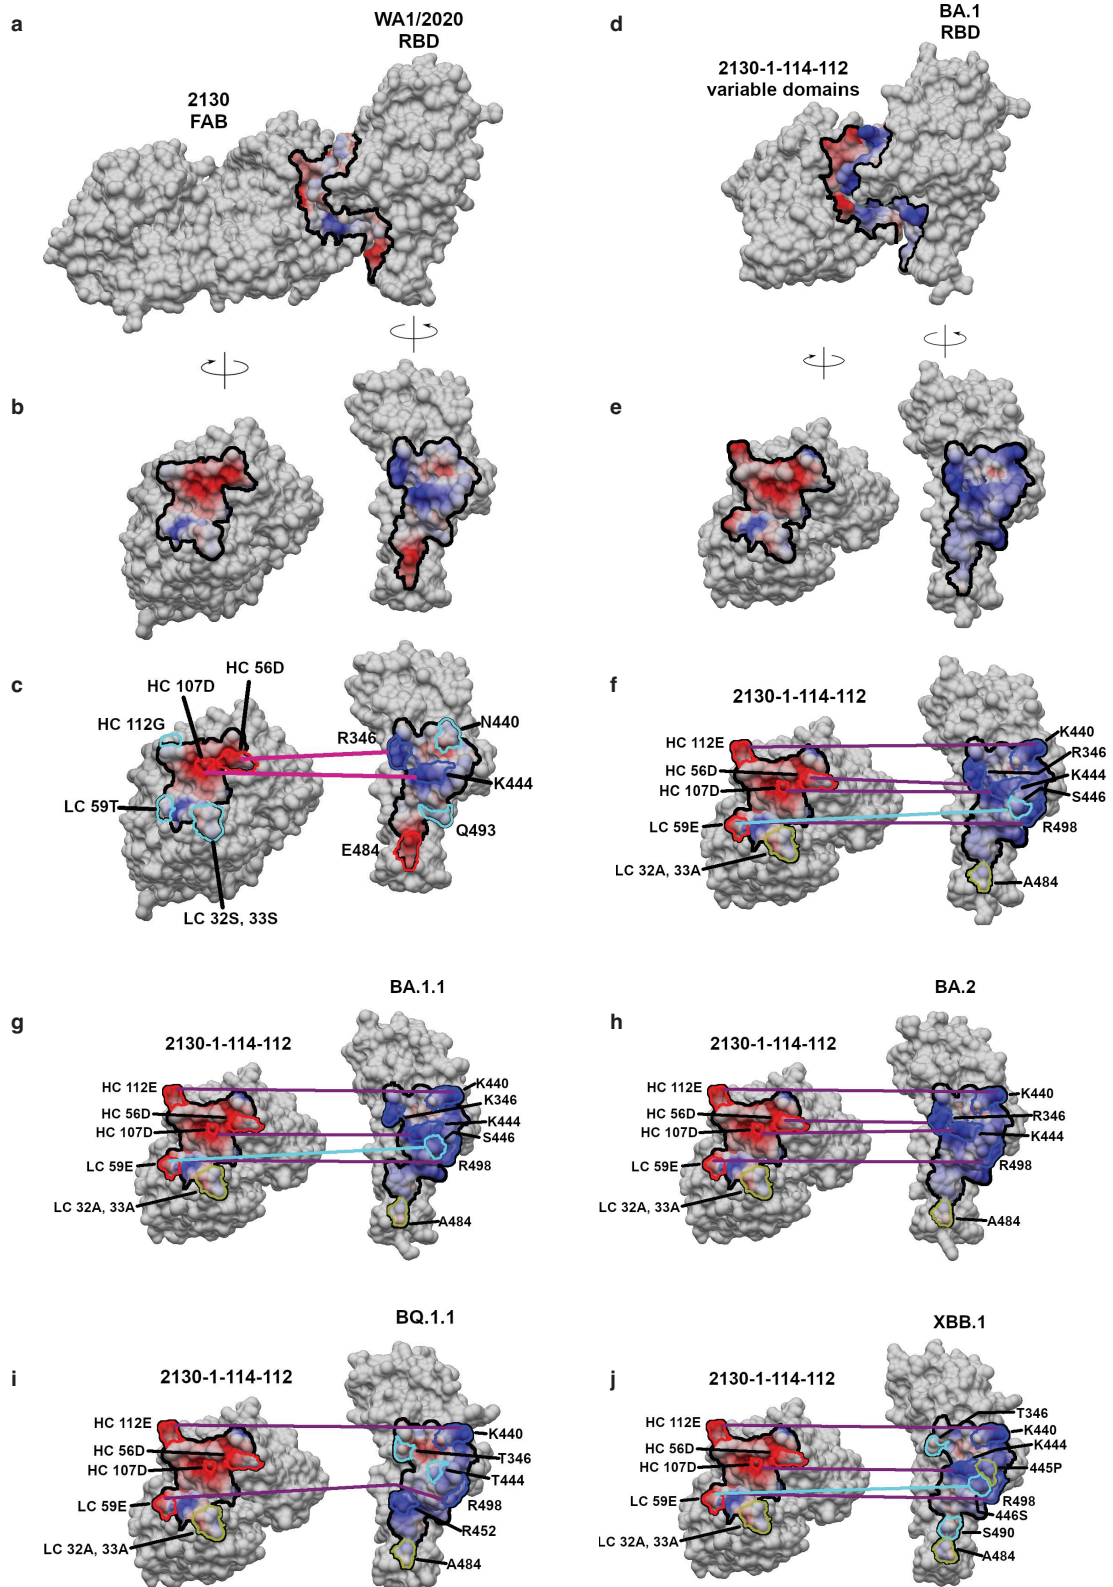 a
WA1/2020
RBD
2130
FAB
d
BA.1
RBD
2130-1-114-112
variable domains
b
e
c
HC 56D
HC 107D
HC 112G
LC 59T
LC 32S, 33S
R346
N440
K444
Q493
E484
f
2130-1-114-112
HC 112E
HC 56D
HC 107D
LC 59E
LC 32A, 33A
K440
R346
K444
S446
R498
A484
g
BA.1.1
2130-1-114-112
HC 112E
HC 56D
HC 107D
LC 59E
LC 32A, 33A
K440
K346
K444
S446
R498
A484
h
BA.2
2130-1-114-112
HC 112E
HC 56D
HC 107D
LC 59E
LC 32A, 33A
K440
R346
K444
R498
A484
i
BQ.1.1
2130-1-114-112
HC 112E
HC 56D
HC 107D
LC 59E
LC 32A, 33A
K440
T346
T444
R498
R452
A484
j
XBB.1
2130-1-114-112
HC 112E
HC 56D
HC 107D
LC 59E
LC 32A, 33A
T346
K440
K444
445P
R498
446S
S490
A484